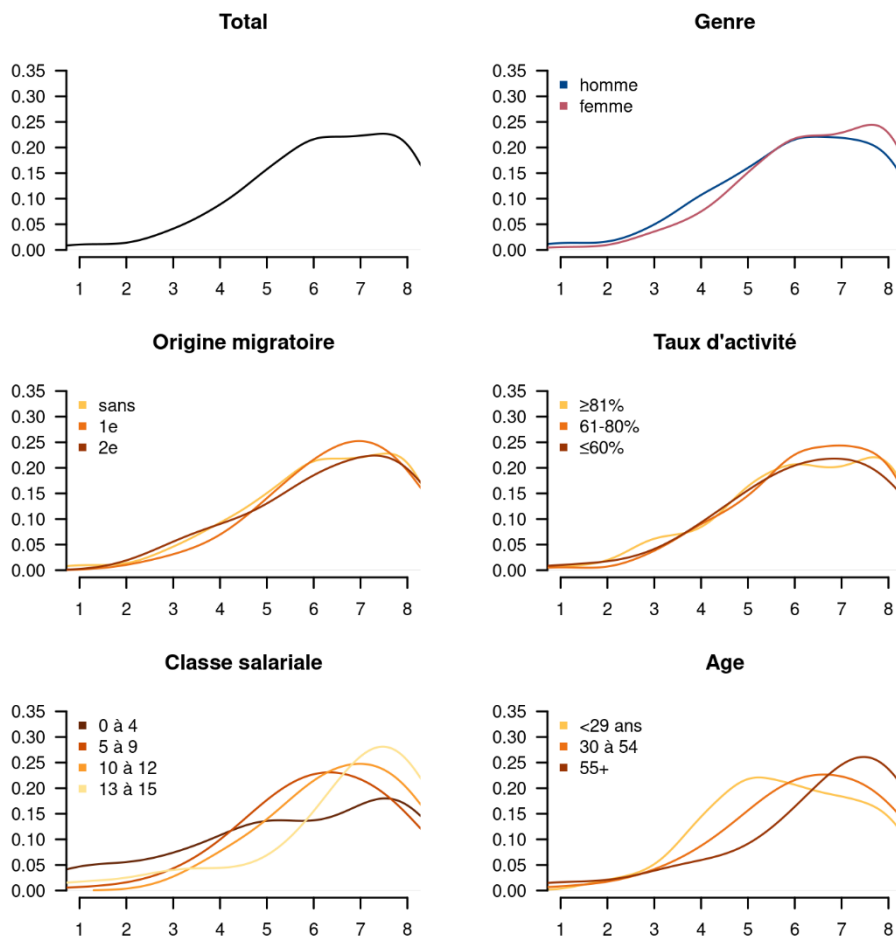 Total
0.35
0.30
0.25
0.20
0.15
0.10
0.05
0.00
1 2 3 4 5 6 7 8
Genre
homme
femme
0.35
0.30
0.25
0.20
0.15
0.10
0.05
0.00
1 2 3 4 5 6 7 8
Origine migratoire
sans
1e
2e
0.35
0.30
0.25
0.20
0.15
0.10
0.05
0.00
1 2 3 4 5 6 7 8
Taux d'activité
≥81%
61-80%
≤60%
0.35
0.30
0.25
0.20
0.15
0.10
0.05
0.00
1 2 3 4 5 6 7 8
Classe salariale
0 à 4
5 à 9
10 à 12
13 à 15
0.35
0.30
0.25
0.20
0.15
0.10
0.05
0.00
1 2 3 4 5 6 7 8
Age
<29 ans
30 à 54
55+
0.35
0.30
0.25
0.20
0.15
0.10
0.05
0.00
1 2 3 4 5 6 7 8